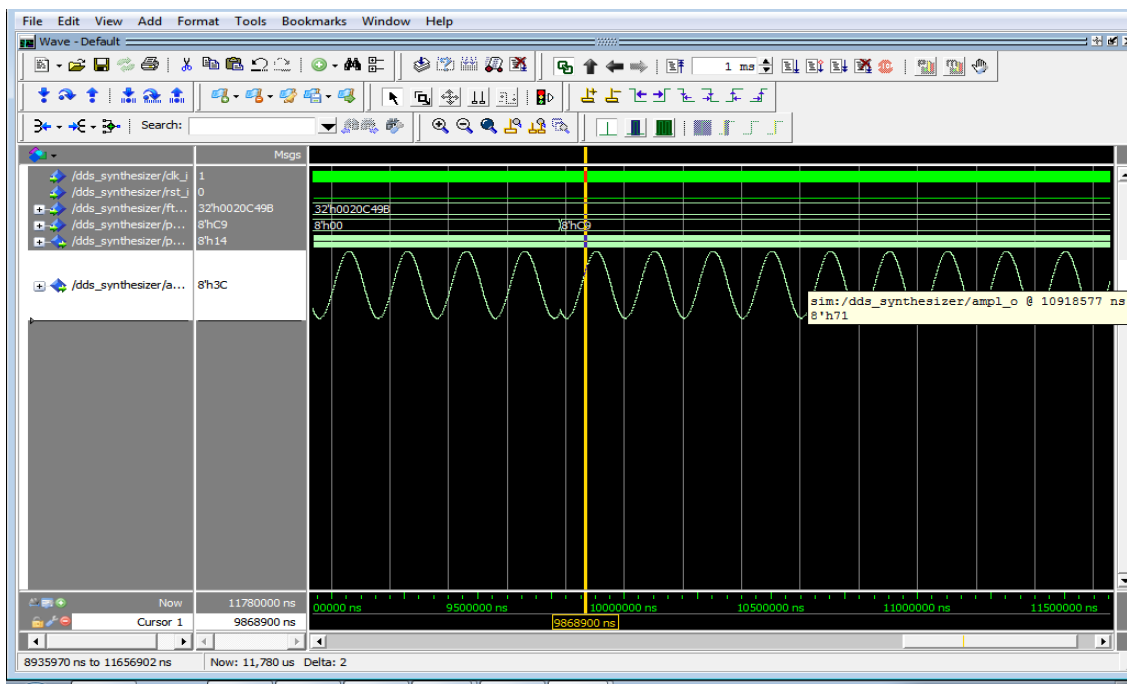 File Edit View Add Format Tools Bookmarks Window Help
Wave - Default
1 ms
Search:
Msgs
/dds_synthesizer/clk_i 1
/dds_synthesizer/rst_i 0
/dds_synthesizer/ft... 32'h0020C49B 32'h0020C49B
/dds_synthesizer/p... 8'hC9 8'h00 8'hC9
/dds_synthesizer/p... 8'h14
/dds_synthesizer/a... 8'h3C
sim:/dds_synthesizer/ampl_o @ 10918577 ns
8'h71
Now 11780000 ns 00000 ns 9500000 ns 10000000 ns 10500000 ns 11000000 ns 11500000 ns
Cursor 1 9868900 ns 9868900 ns
8935970 ns to 11656902 ns Now: 11,780 us Delta: 2